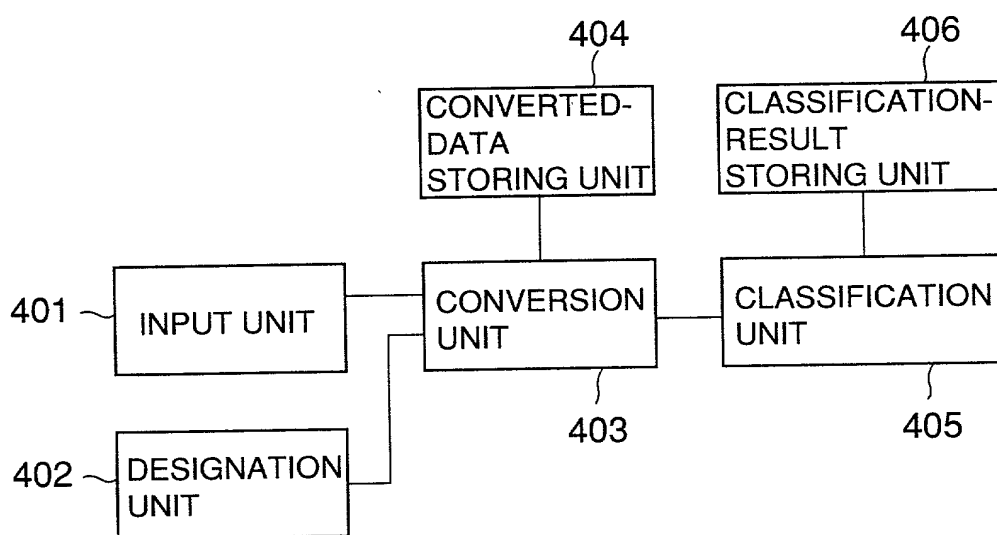 404
406
CONVERTED-
DATA
STORING UNIT
CLASSIFICATION-
RESULT
STORING UNIT
401
INPUT UNIT
CONVERSION
UNIT
CLASSIFICATION
UNIT
403
405
402
DESIGNATION
UNIT